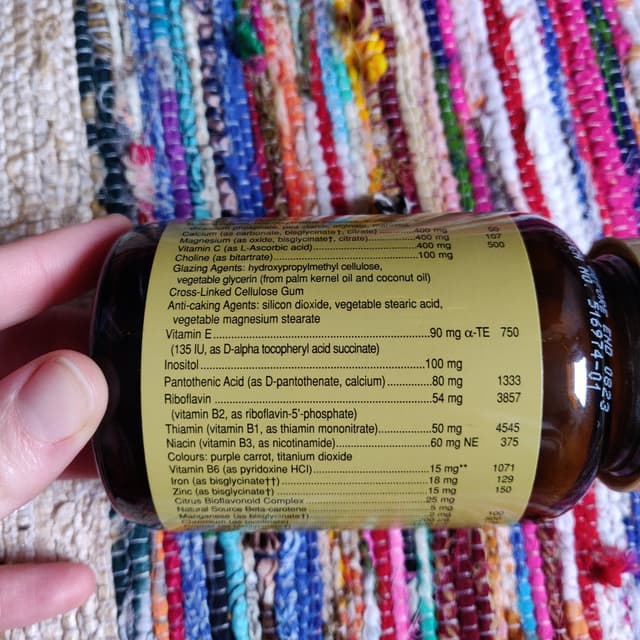 Calcium (as carbonate, bisglycinate†, citrate)..........400 mg 50
Magnesium (as oxide, bisglycinate†, citrate)..........400 mg 107
Vitamin C (as L-Ascorbic acid)..........400 mg 500
Choline (as bitartrate)..........100 mg
Glazing Agents: hydroxypropylmethyl cellulose,
vegetable glycerin (from palm kernel oil and coconut oil)
Cross-Linked Cellulose Gum
Anti-caking Agents: silicon dioxide, vegetable stearic acid,
vegetable magnesium stearate
Vitamin E..........90 mg α-TE 750
(135 IU, as D-alpha tocopheryl acid succinate)
Inositol..........100 mg
Pantothenic Acid (as D-pantothenate, calcium)..........80 mg 1333
Riboflavin..........54 mg 3857
(vitamin B2, as riboflavin-5'-phosphate)
Thiamin (vitamin B1, as thiamin mononitrate)..........50 mg 4545
Niacin (vitamin B3, as nicotinamide)..........60 mg NE 375
Colours: purple carrot, titanium dioxide
Vitamin B6 (as pyridoxine HCl)..........15 mg** 1071
Iron (as bisglycinate††)..........18 mg 129
Zinc (as bisglycinate†)..........15 mg 150
Citrus Bioflavonoid Complex..........25 mg
Natural Source Beta-carotene..........5 mg
Manganese (as bisglycinate†)..........2 mg 100
END 0823
316974-01